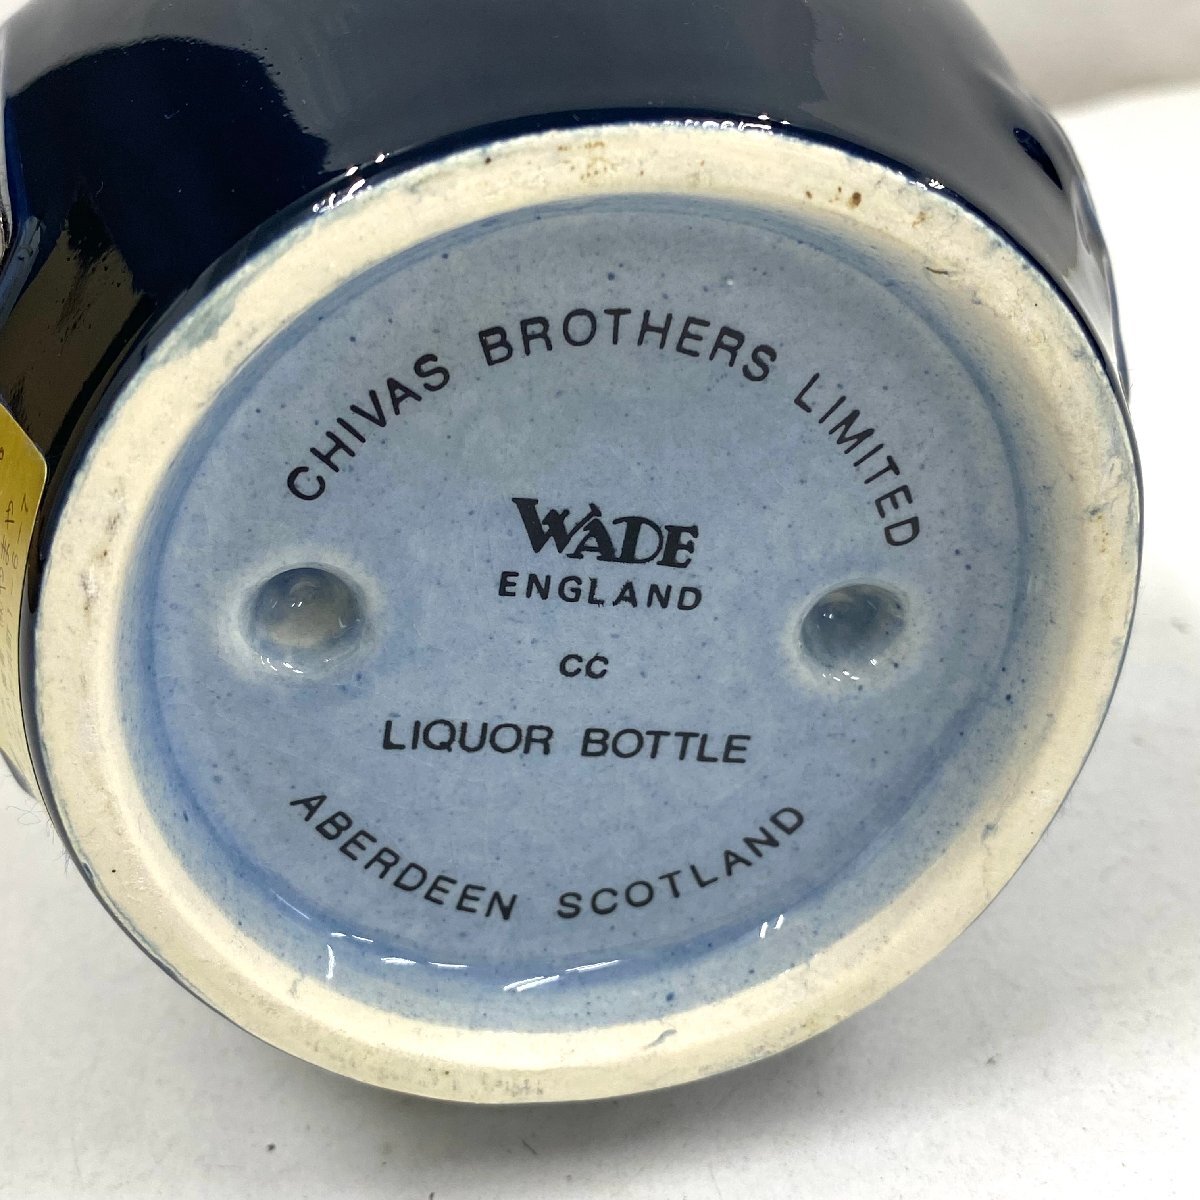 CHIVAS BROTHERS LIMITED
WADE
ENGLAND
CC
LIQUOR BOTTLE
ABERDEEN SCOTLAND